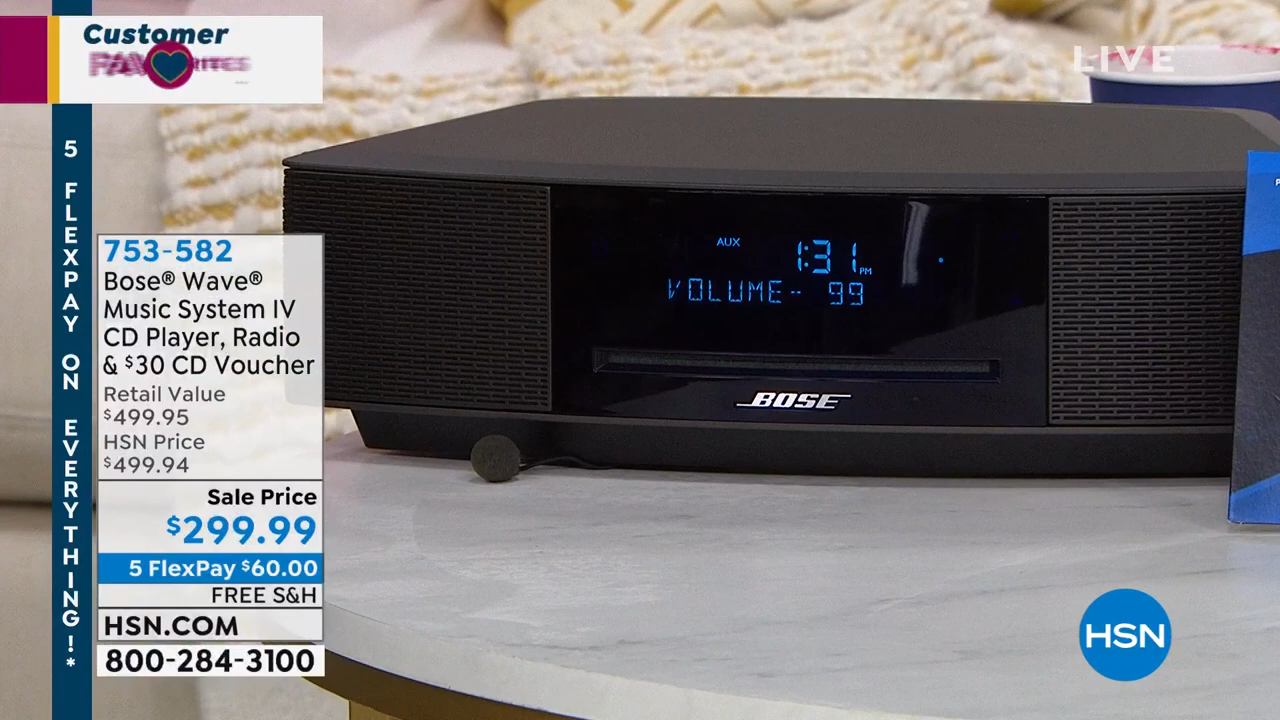 Customer
LIVE
5 FLEXPAY ON EVERYTHING!*
753-582
Bose® Wave®
Music System IV
CD Player, Radio
& $30 CD Voucher
Retail Value
$499.95
HSN Price
$499.94
Sale Price
$299.99
5 FlexPay $60.00
FREE S&H
HSN.COM
800-284-3100
AUX 1:31 PM
VOLUME-- 99
BOSE
HSN